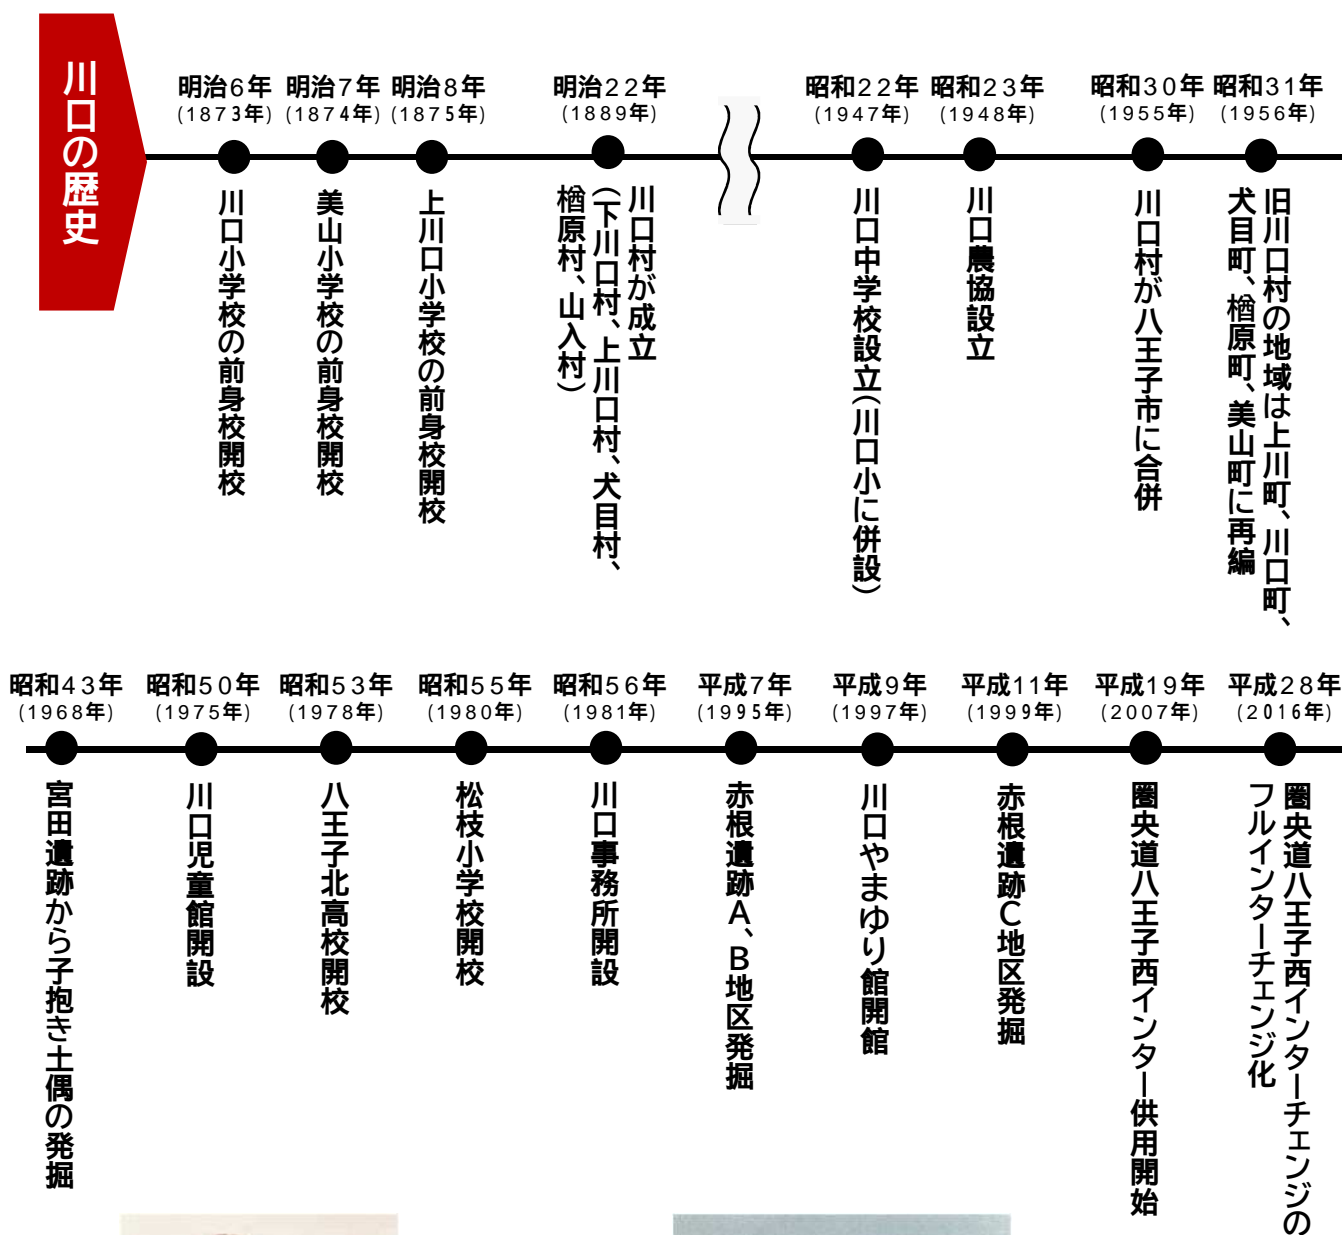 川口の歴史
明治6年
(1873年)
川口小学校の前身校開校
明治7年
(1874年)
美山小学校の前身校開校
明治8年
(1875年)
上川口小学校の前身校開校
明治22年
(1889年)
川口村が成立
(下川口村、上川口村、犬目村、
楢原村、山入村)
昭和22年
(1947年)
川口中学校設立(川口小に併設)
昭和23年
(1948年)
川口農協設立
昭和30年
(1955年)
川口村が八王子市に合併
昭和31年
(1956年)
旧川口村の地域は上川町、川口町、
犬目町、楢原町、美山町に再編
昭和43年
(1968年)
宮田遺跡から子抱き土偶の発掘
昭和50年
(1975年)
川口児童館開設
昭和53年
(1978年)
八王子北高校開校
昭和55年
(1980年)
松枝小学校開校
昭和56年
(1981年)
川口事務所開設
平成7年
(1995年)
赤根遺跡A、B地区発掘
平成9年
(1997年)
川口やまゆり館開館
平成11年
(1999年)
赤根遺跡C地区発掘
平成19年
(2007年)
圏央道八王子西インター供用開始
平成28年
(2016年)
圏央道八王子西インターチェンジの
フルインターチェンジ化